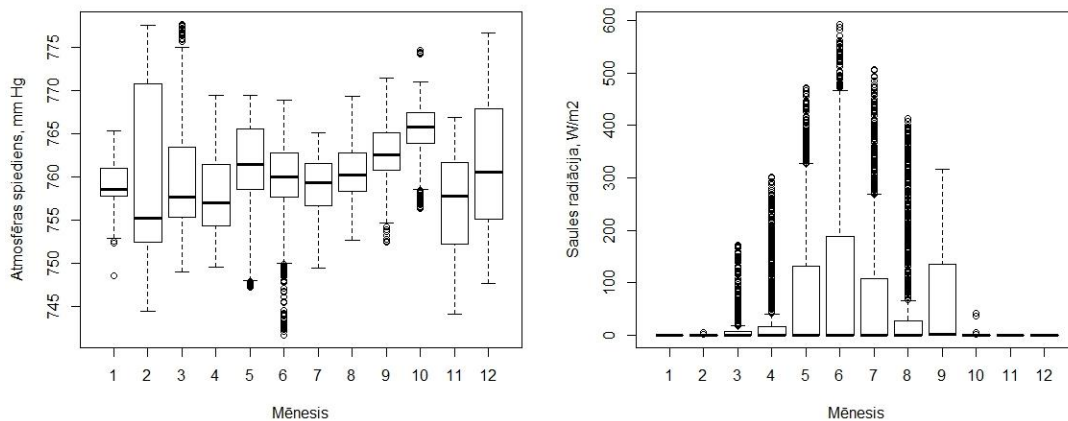 Atmosfēras spiediens, mm Hg
775
770
765
760
755
750
745
1 2 3 4 5 6 7 8 9 10 11 12
Mēnesis
Saules radiācija, W/m2
600
500
400
300
200
100
0
1 2 3 4 5 6 7 8 9 10 11 12
Mēnesis